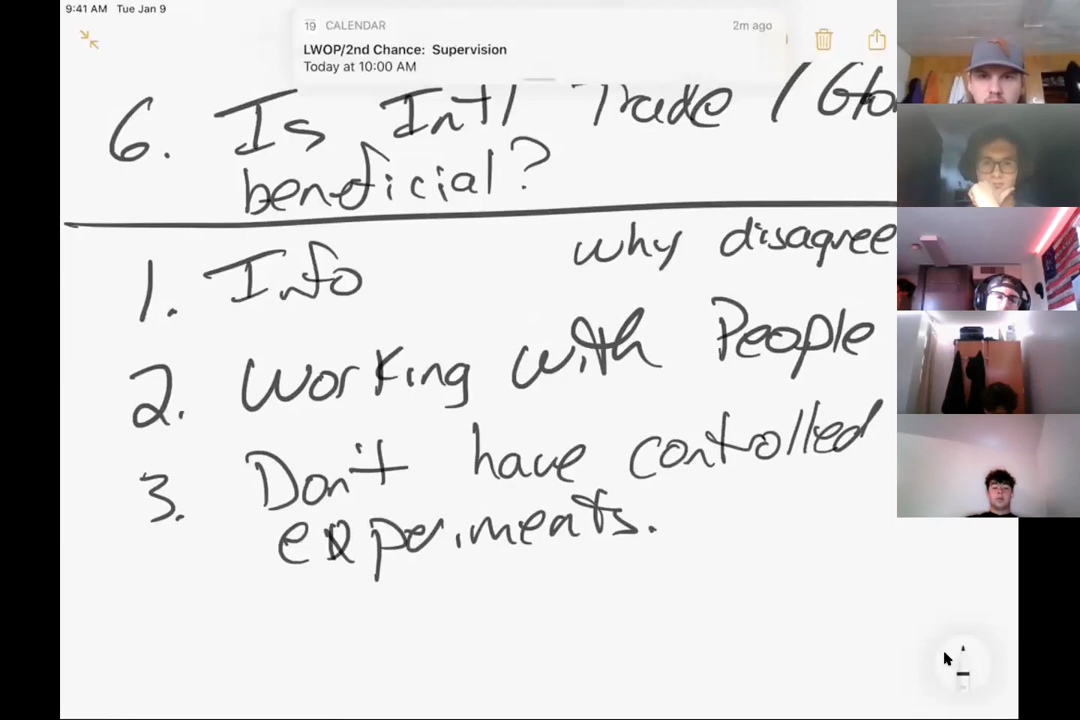 9:41 AM Tue Jan 9
19 CALENDAR 2m ago
LWOP/2nd Chance: Supervision
Today at 10:00 AM
6. Is Int'l Trade / Glo
beneficial?
why disagree
1. Info
2. Working with People
3. Don't have controlled
experiments.